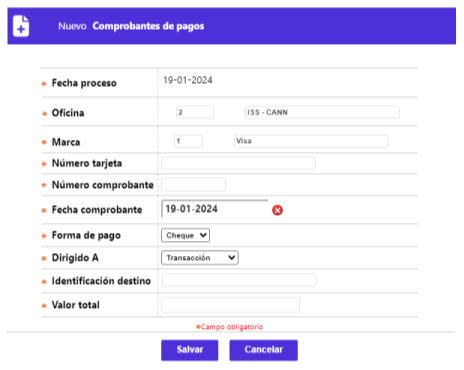 Nuevo Comprobantes de pagos
* Fecha proceso 19-01-2024
* Oficina 2 ISS - CANN
* Marca 1 Visa
* Número tarjeta
* Número comprobante
* Fecha comprobante 19-01-2024
* Forma de pago Cheque
* Dirigido A Transacción
* Identificación destino
* Valor total
*Campo obligatorio
Salvar Cancelar